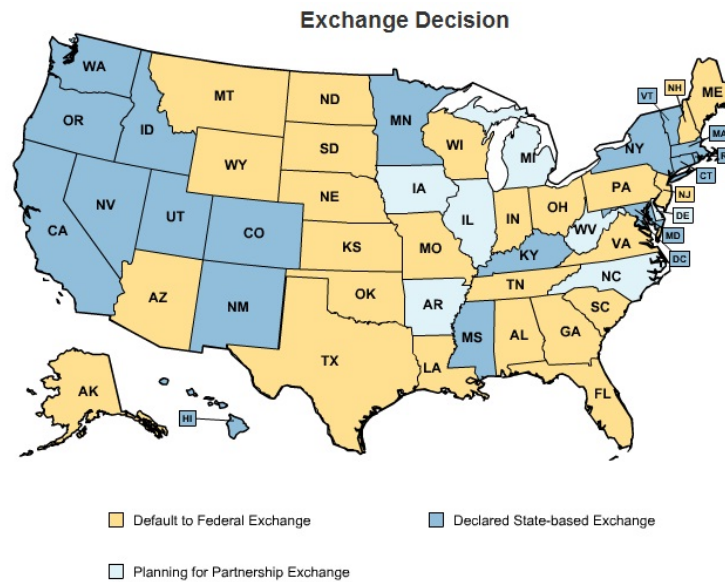 Exchange Decision
WA
MT
ND
MN
VT
NH
ME
OR
ID
SD
WI
MI
NY
MA
R
WY
CT
IA
PA
NJ
NE
NV
UT
IL
IN
OH
DE
CA
CO
WV
MD
KS
MO
VA
KY
DC
NC
TN
AZ
OK
NM
AR
SC
MS
AL
GA
TX
LA
AK
FL
HI
Default to Federal Exchange
Declared State-based Exchange
Planning for Partnership Exchange